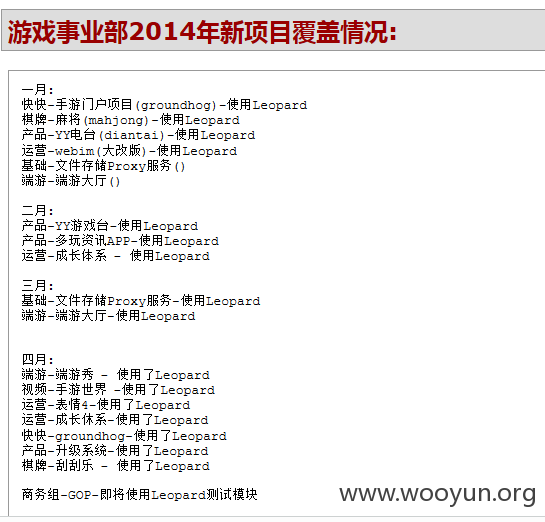 游戏事业部2014年新项目覆盖情况:
一月:
快快-手游门户项目(groundhog)-使用Leopard
棋牌-麻将(mahjong)-使用Leopard
产品-YY电台(diantai)-使用Leopard
运营-webim(大改版)-使用Leopard
基础-文件存储Proxy服务()
端游-端游大厅()
二月:
产品-YY游戏台-使用Leopard
产品-多玩资讯APP-使用Leopard
运营-成长体系 - 使用Leopard
三月:
基础-文件存储Proxy服务-使用Leopard
端游-端游大厅-使用Leopard
四月:
端游-端游秀 - 使用了Leopard
视频-手游世界 -使用了Leopard
运营-表情4-使用了Leopard
运营-成长体系-使用了Leopard
快快-groundhog-使用了Leopard
产品-升级系统-使用了Leopard
棋牌-刮刮乐 - 使用了Leopard
商务组-GOP-即将使用Leopard测试模块
www.wooyun.org